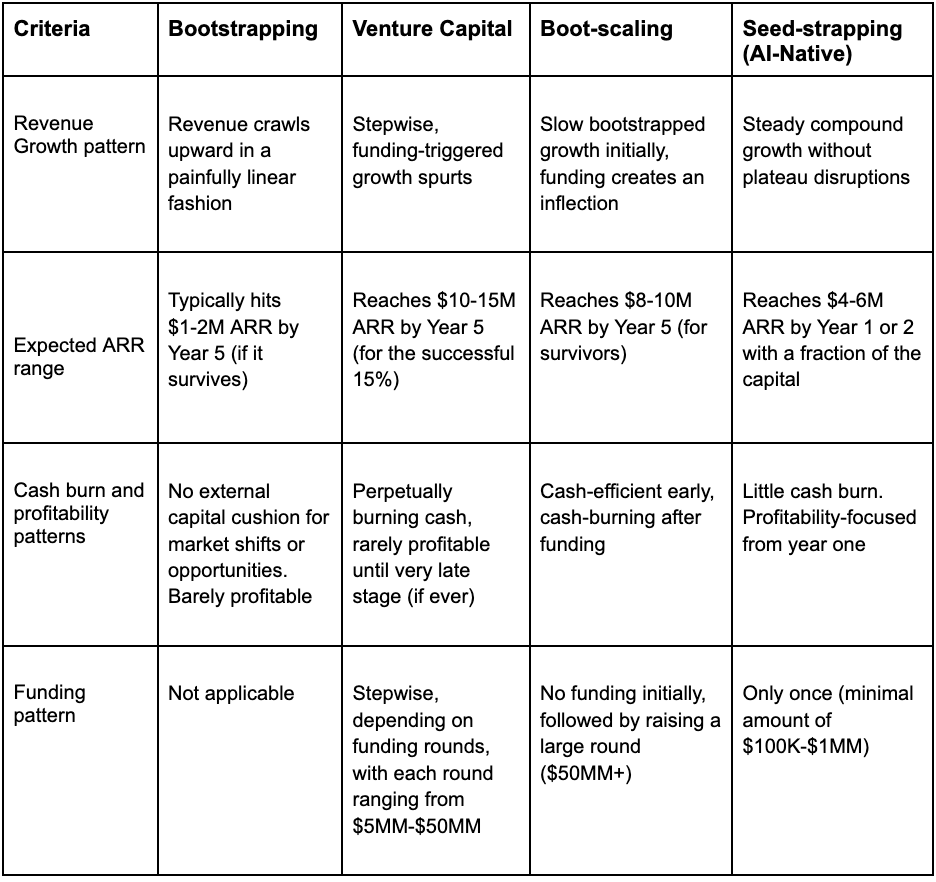 Criteria
Bootstrapping
Venture Capital
Boot-scaling
Seed-strapping
(AI-Native)
Revenue
Growth pattern
Revenue crawls
upward in a
painfully linear
fashion
Stepwise,
funding-triggered
growth spurts
Slow bootstrapped
growth initially,
funding creates an
inflection
Steady compound
growth without
plateau disruptions
Expected ARR
range
Typically hits
$1-2M ARR by
Year 5 (if it
survives)
Reaches $10-15M
ARR by Year 5
(for the successful
15%)
Reaches $8-10M
ARR by Year 5 (for
survivors)
Reaches $4-6M
ARR by Year 1 or 2
with a fraction of the
capital
Cash burn and
profitability
patterns
No external
capital cushion for
market shifts or
opportunities.
Barely profitable
Perpetually
burning cash,
rarely profitable
until very late
stage (if ever)
Cash-efficient early,
cash-burning after
funding
Little cash burn.
Profitability-focused
from year one
Funding
pattern
Not applicable
Stepwise,
depending on
funding rounds,
with each round
ranging from
$5MM-$50MM
No funding initially,
followed by raising a
large round
($50MM+)
Only once (minimal
amount of
$100K-$1MM)